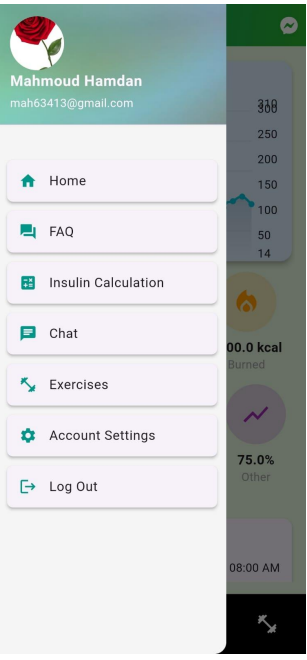 Mahmoud Hamdan
mah63413@gmail.com
Home
FAQ
Insulin Calculation
Chat
Exercises
Account Settings
Log Out
310
300
250
200
150
100
50
14
00.0 kcal
Burned
75.0%
Other
08:00 AM